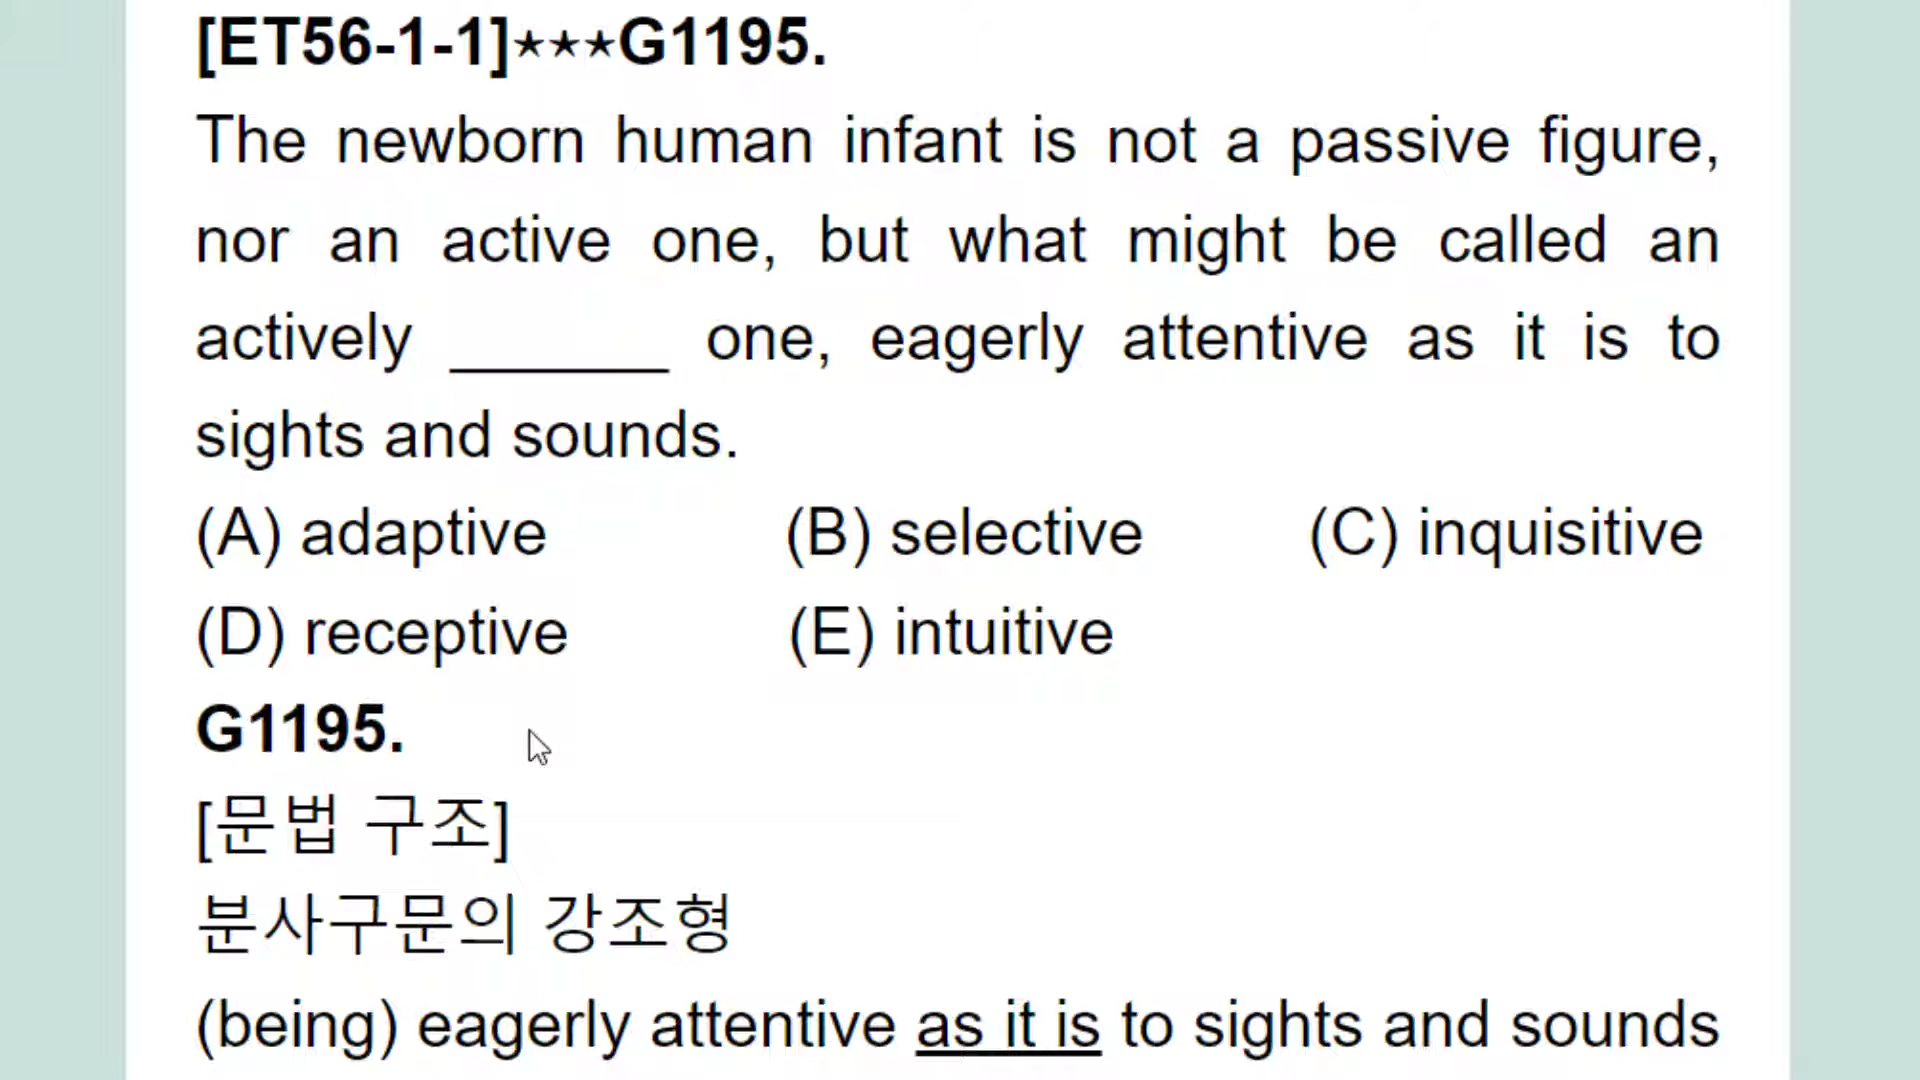 [ET56-1-1]★★★G1195.
The newborn human infant is not a passive figure,
nor an active one, but what might be called an
actively ______ one, eagerly attentive as it is to
sights and sounds.
(A) adaptive (B) selective (C) inquisitive
(D) receptive (E) intuitive
G1195.
[문법 구조]
분사구문의 강조형
(being) eagerly attentive as it is to sights and sounds